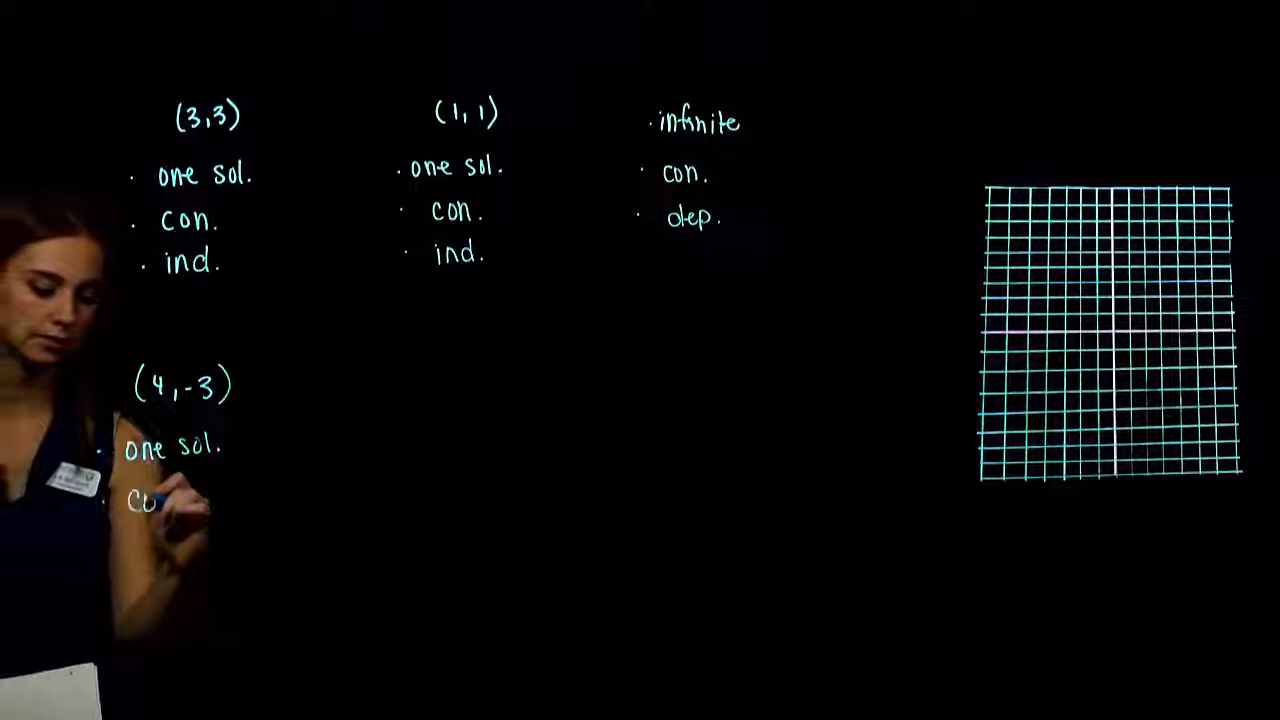 (3,3)
· one sol.
· con.
· ind.
(1,1)
· one sol.
· con.
· ind.
· infinite
· con.
· dep.
(4,-3)
· one sol.
· co